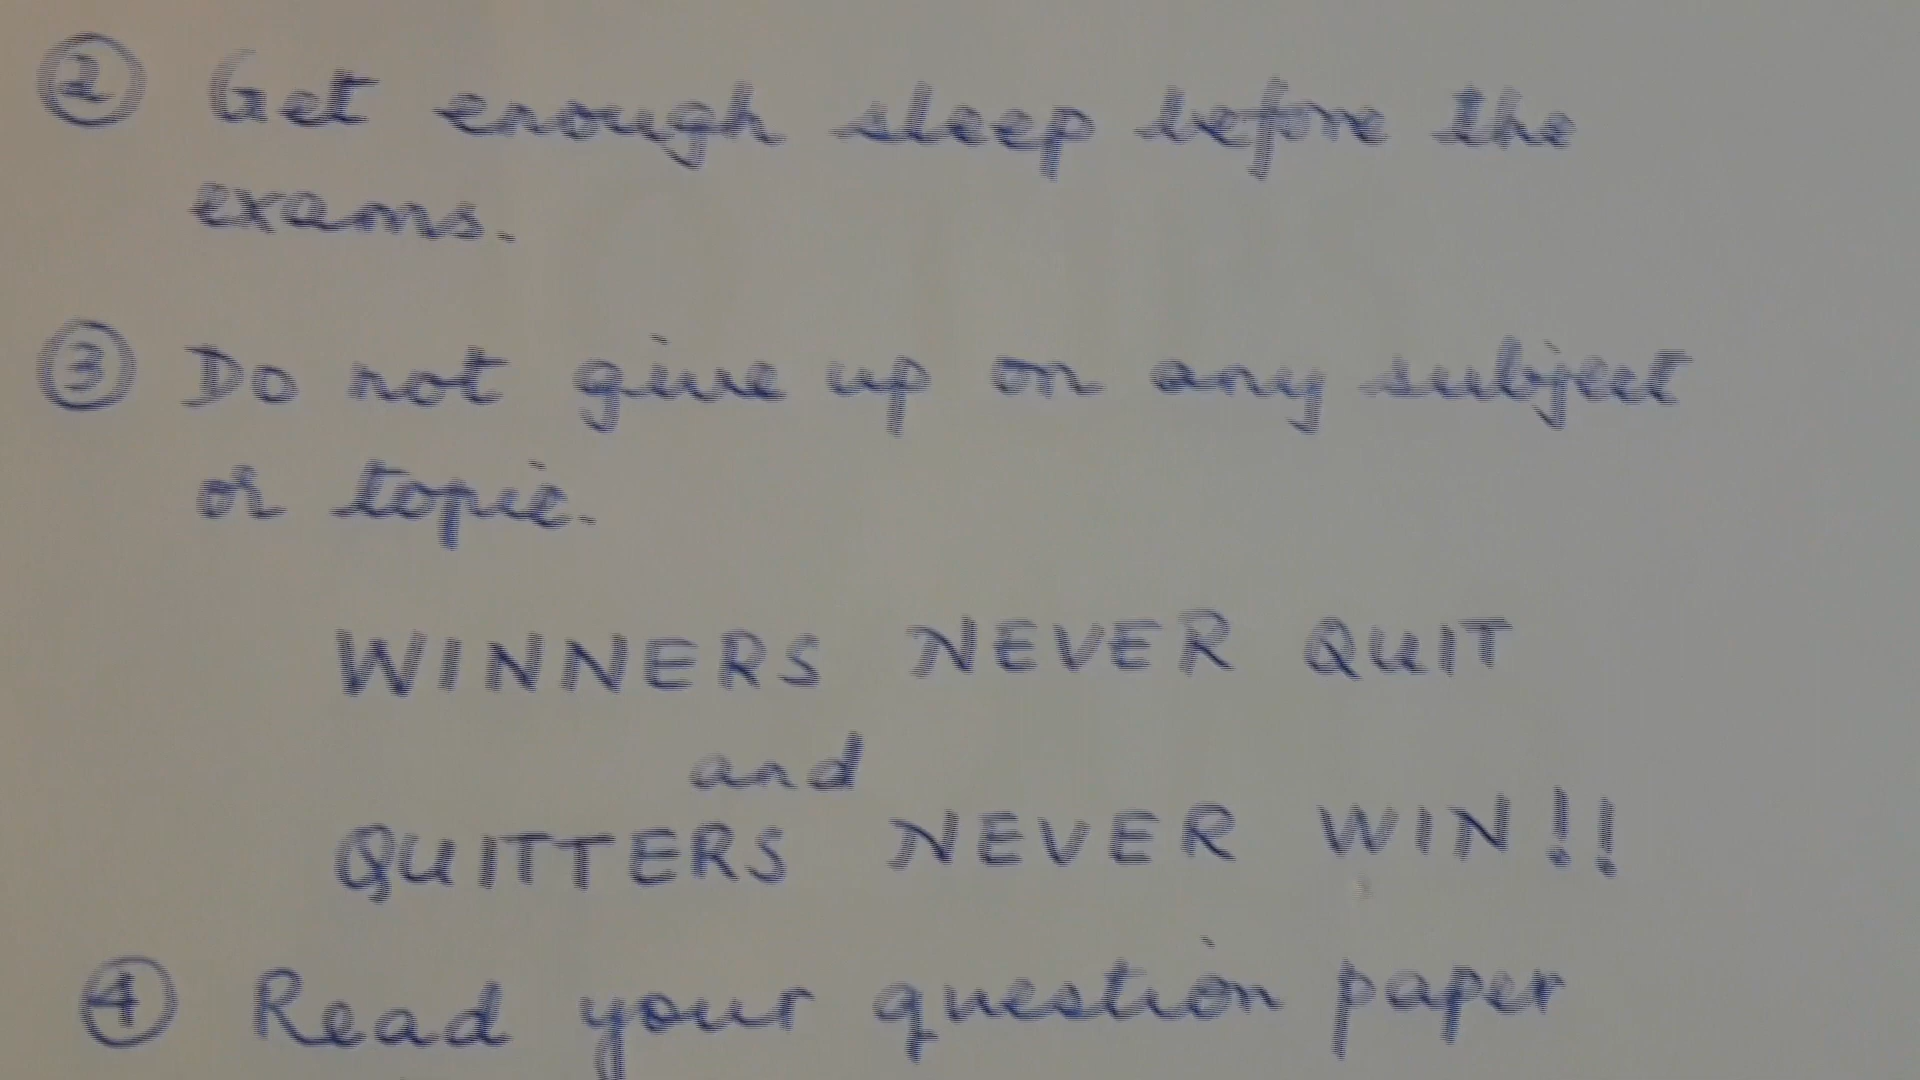 ② Get enough sleep before the
exams.
③ Do not give up on any subject
or topic.
WINNERS NEVER QUIT
and
QUITTERS NEVER WIN!!
④ Read your question paper